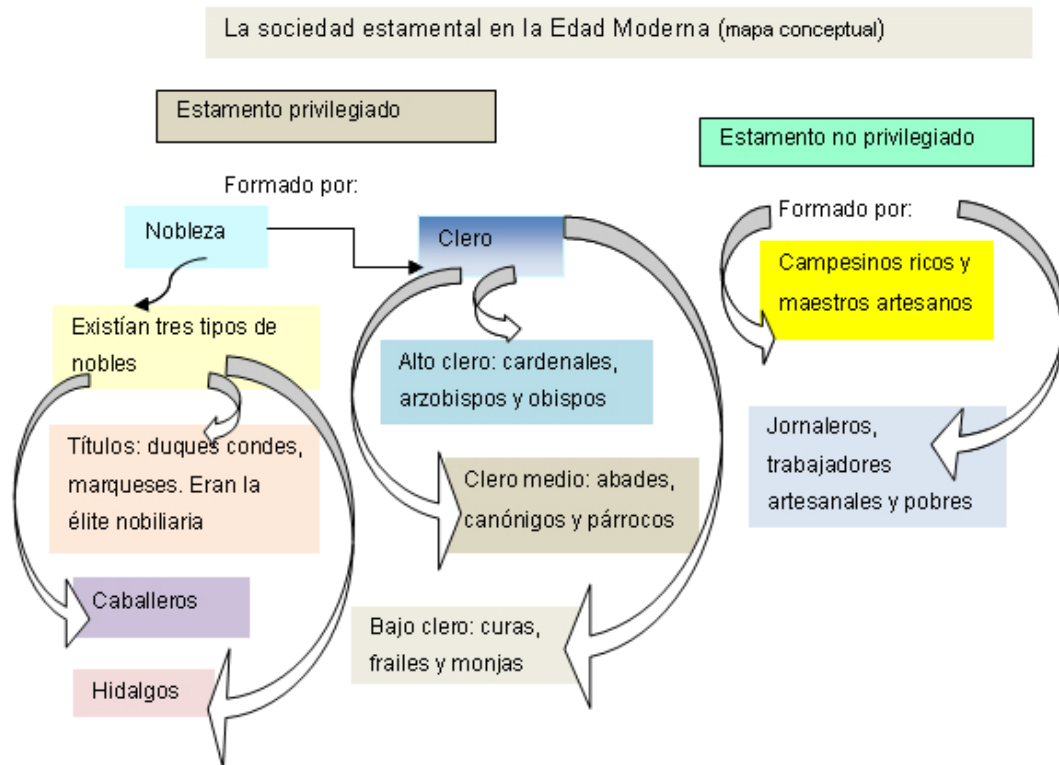 La sociedad estamental en la Edad Moderna (mapa conceptual)
Estamento privilegiado
Estamento no privilegiado
Formado por:
Nobleza
Clero
Formado por:
Campesinos ricos y
maestros artesanos
Existían tres tipos de
nobles
Alto clero: cardenales,
arzobispos y obispos
Títulos: duques condes,
marqueses. Eran la
élite nobiliaria
Clero medio: abades,
canónigos y párrocos
Jornaleros,
trabajadores
artesanales y pobres
Caballeros
Bajo clero: curas,
frailes y monjas
Hidalgos